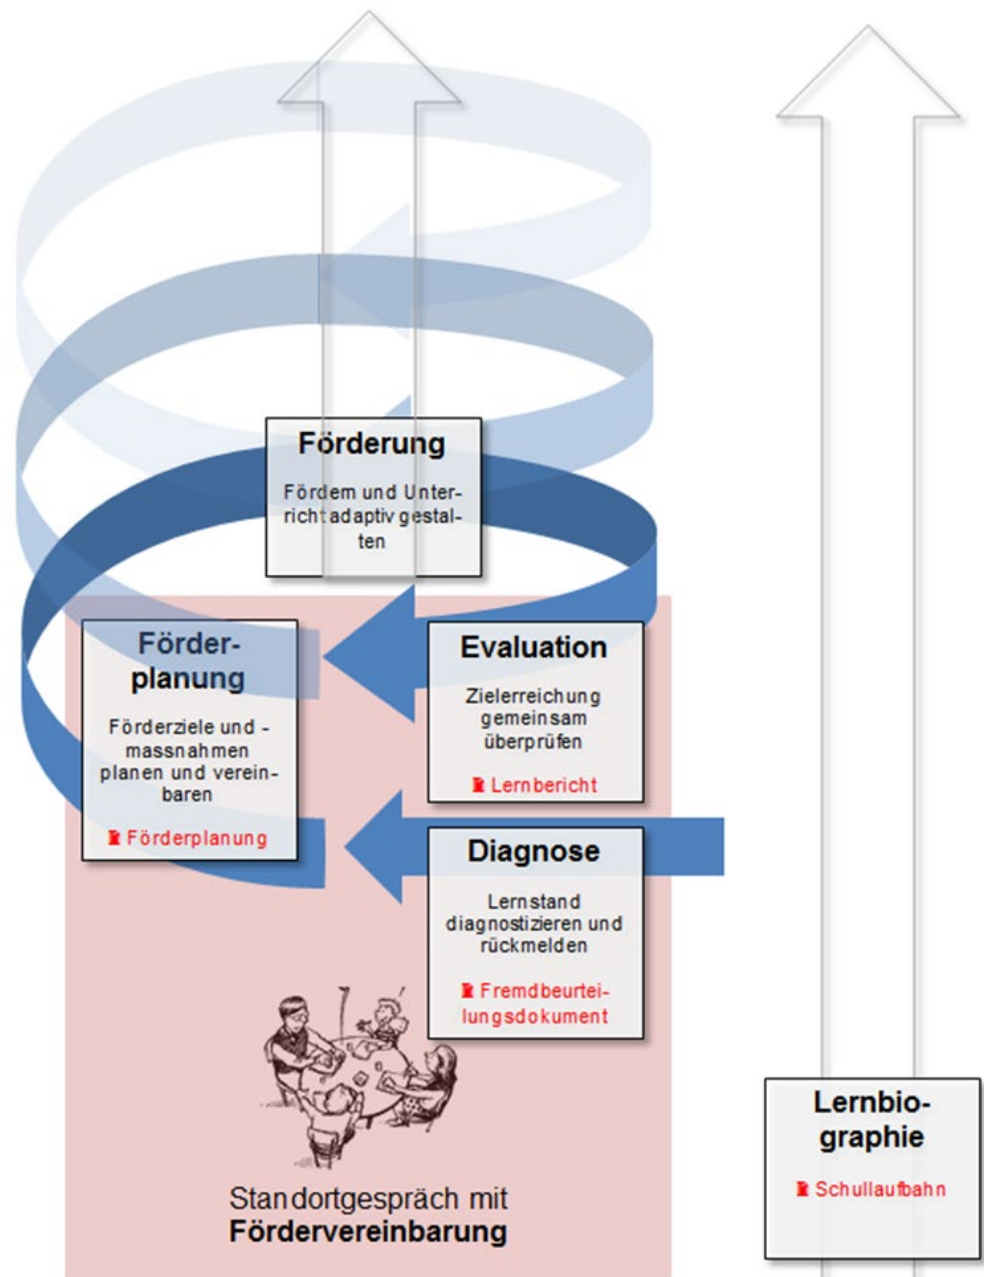 Förderung
Fördern und Unter-
richt adaptiv gestal-
ten
Förder-
planung
Förderziele und -
massnahmen
planen und verein-
baren
Förderplanung
Evaluation
Zielerreichung
gemeinsam
überprüfen
Lernbericht
Diagnose
Lernstand
diagnostizieren und
rückmelden
Fremdbeurtei-
lungsdokument
Standortgespräch mit
Fördervereinbarung
Lernbio-
graphie
Schullaufbahn